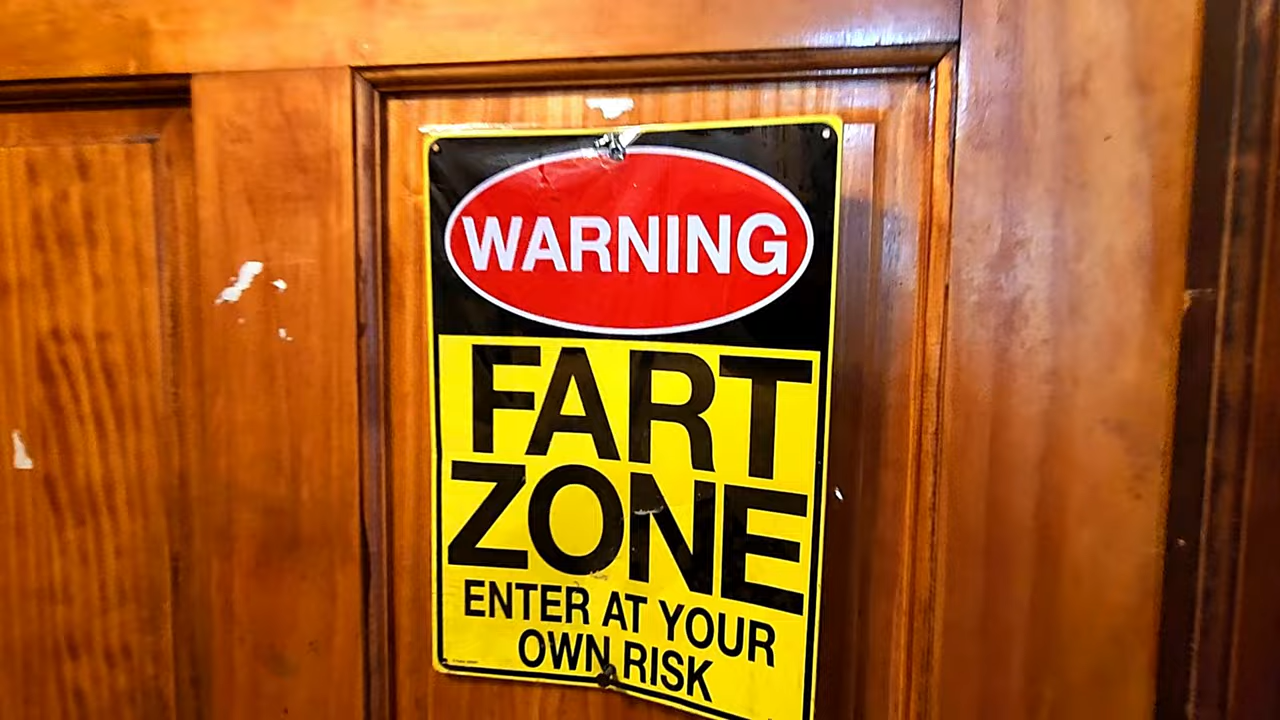 WARNING
FART
ZONE
ENTER AT YOUR
OWN RISK